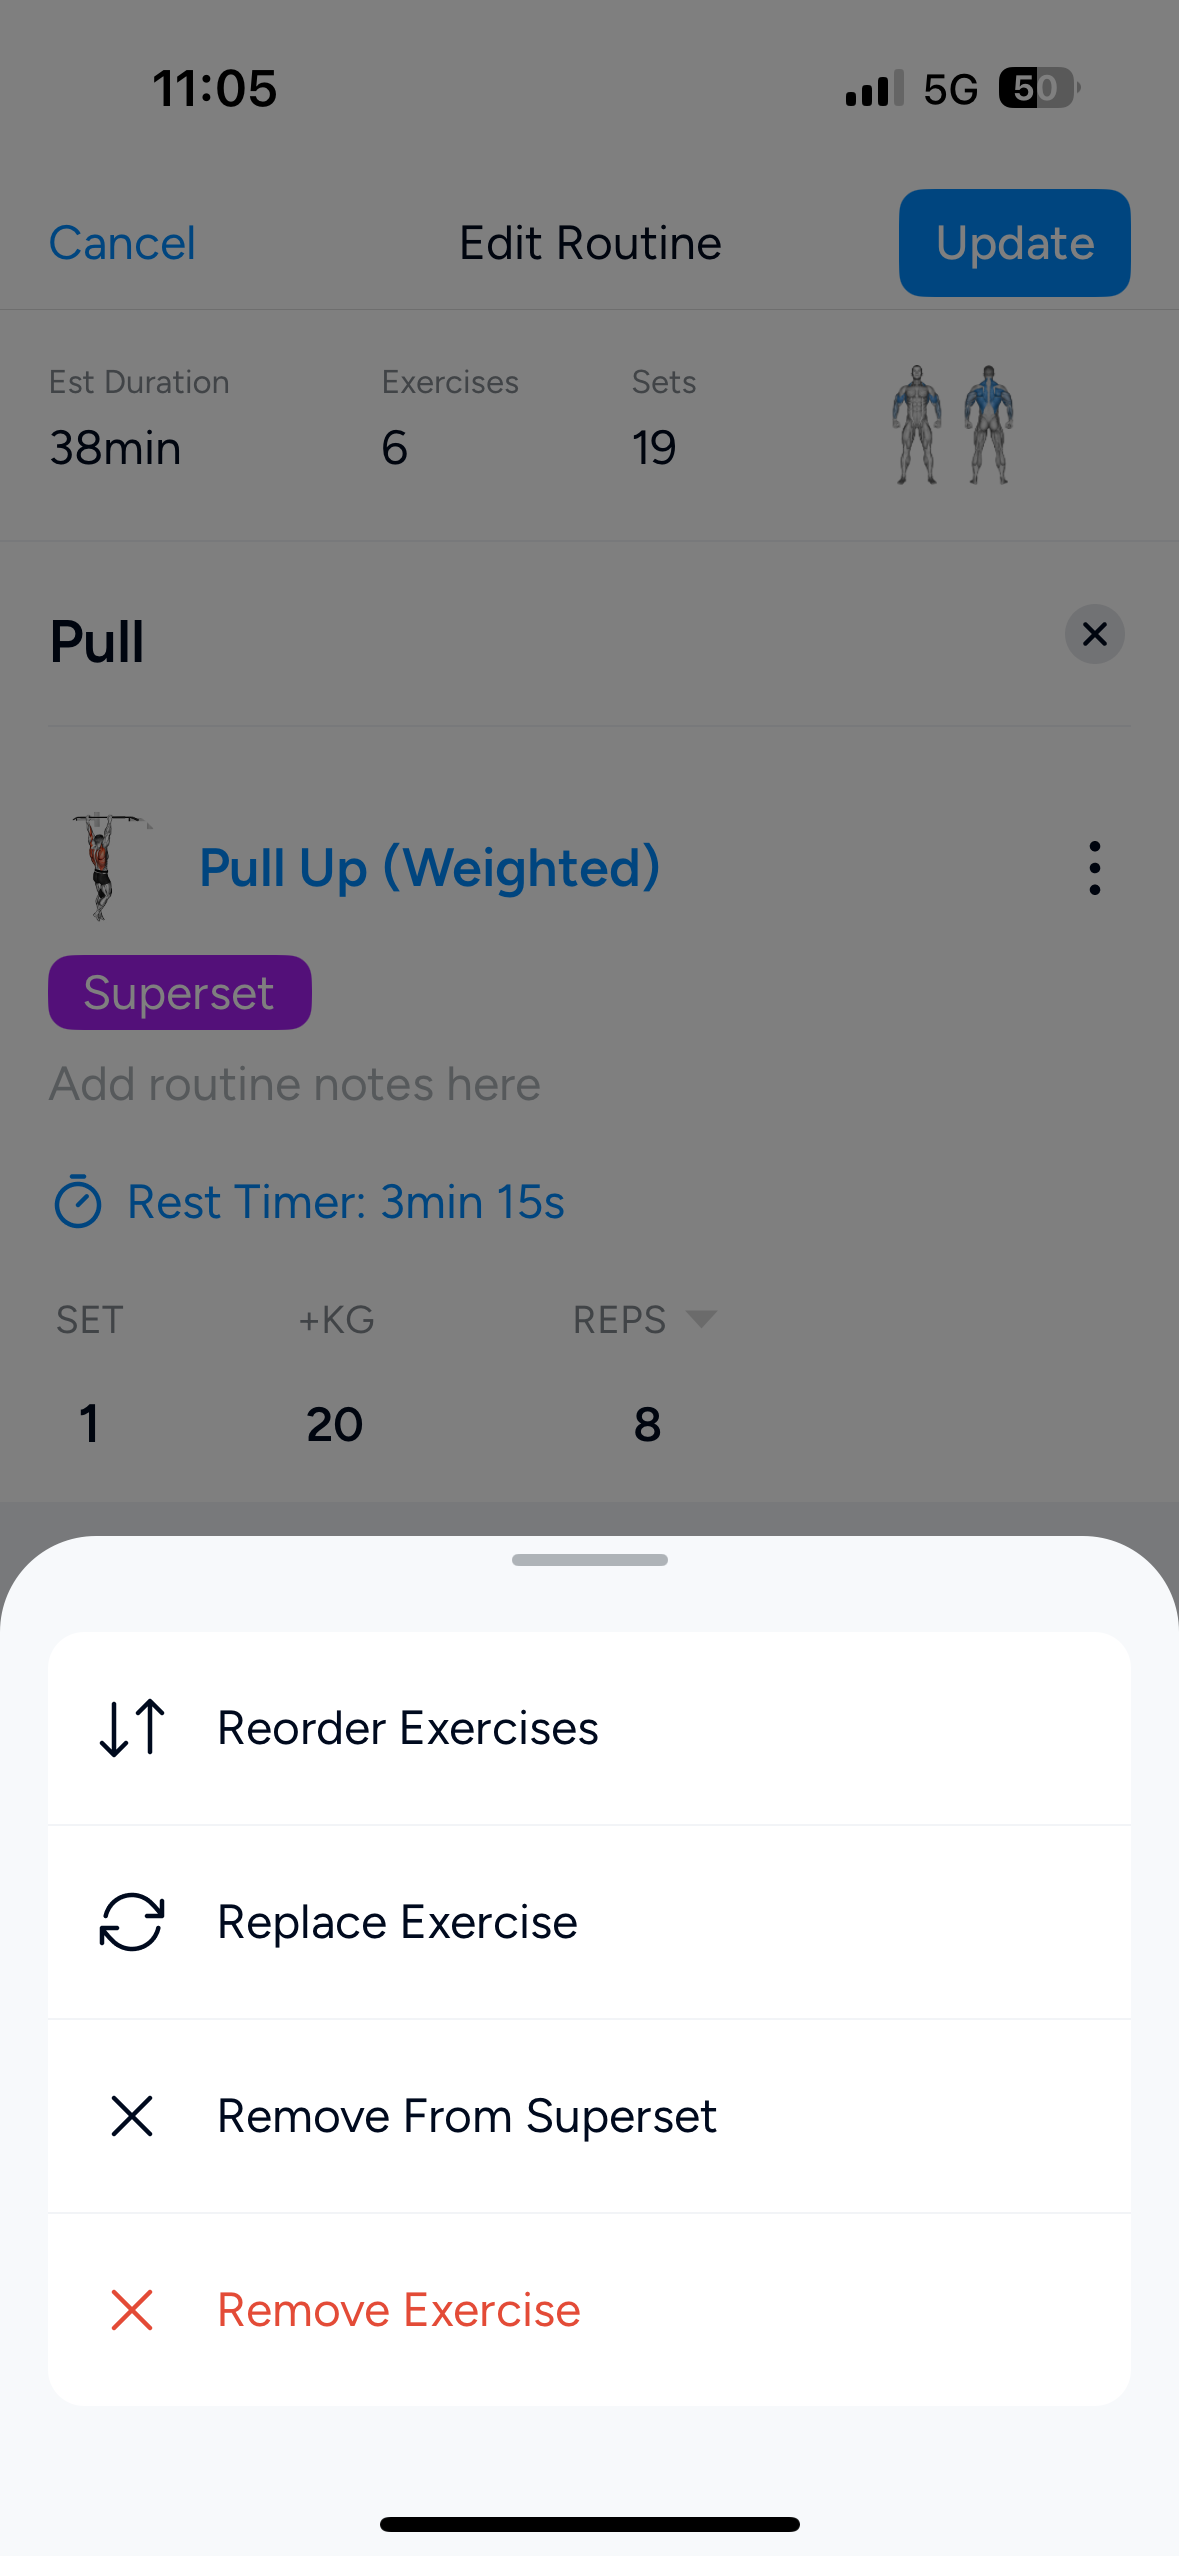 11:05 5G 50
Cancel Edit Routine Update
Est Duration Exercises Sets
38min 6 19
Pull
Pull Up (Weighted)
Superset
Add routine notes here
Rest Timer: 3min 15s
SET +KG REPS
1 20 8
Reorder Exercises
Replace Exercise
Remove From Superset
Remove Exercise